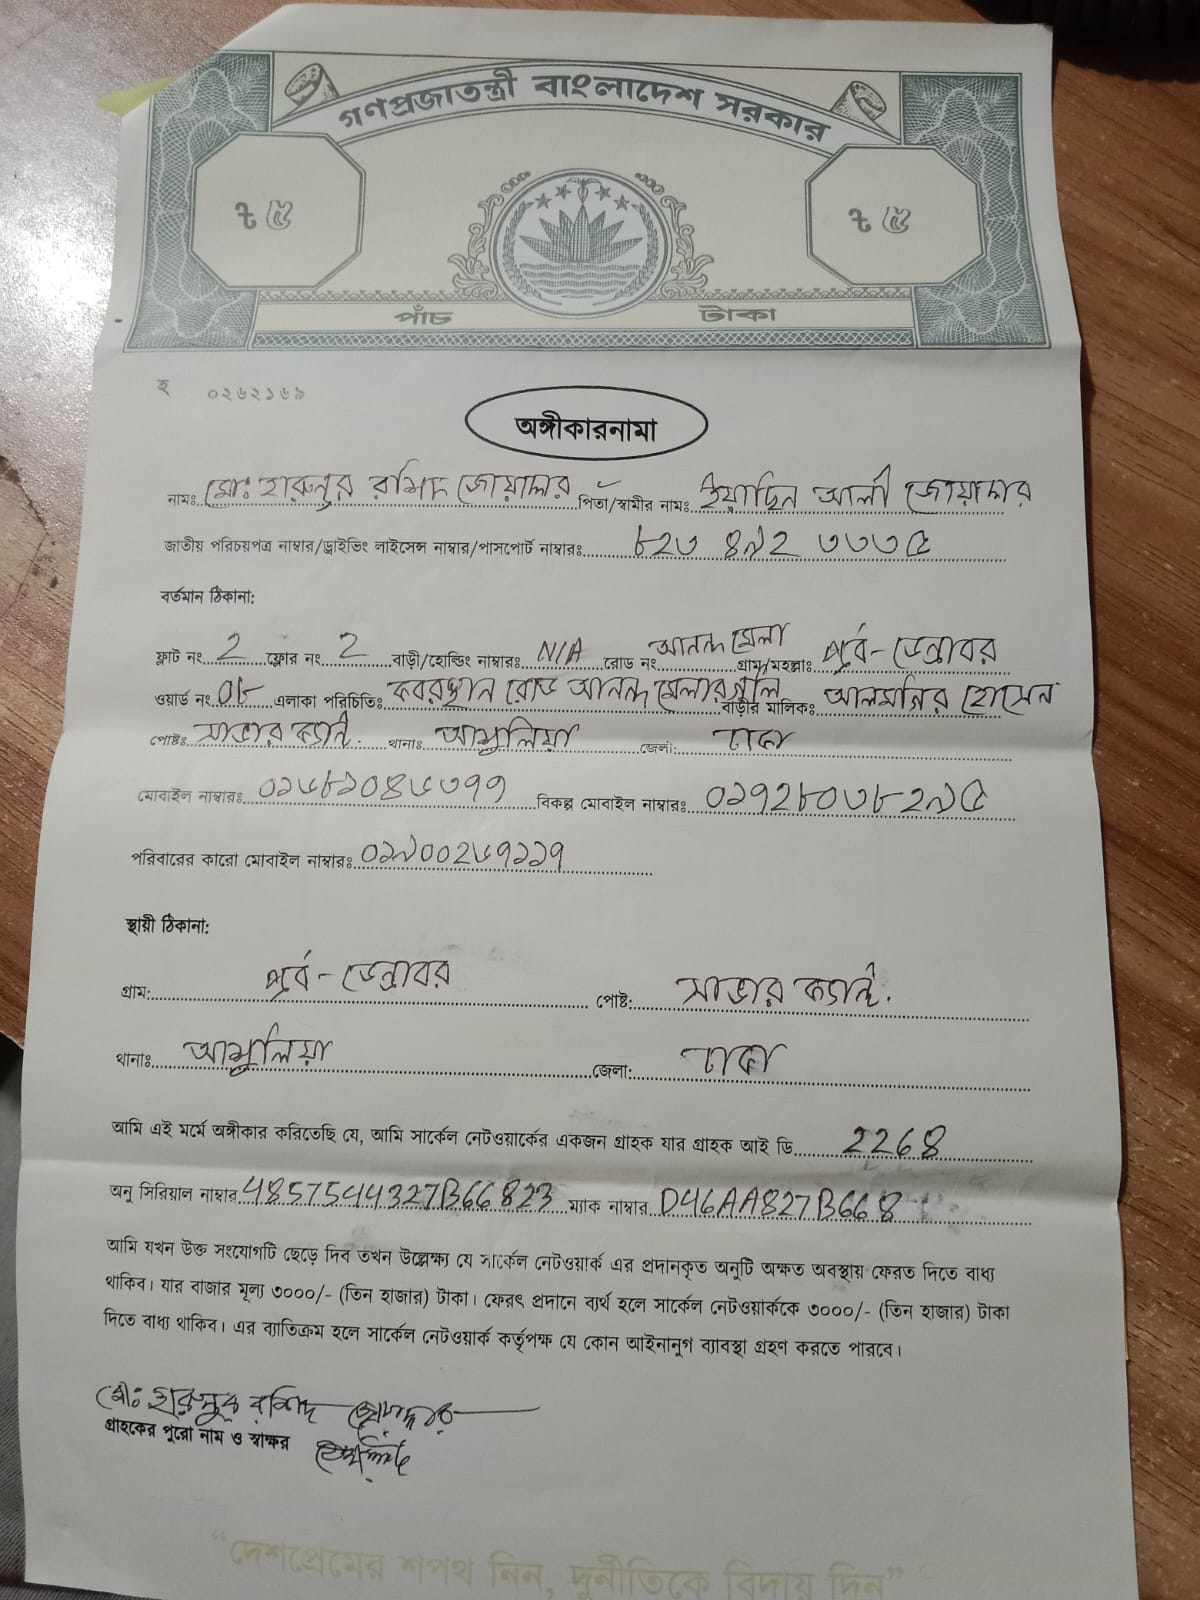 গণপ্রজাতন্ত্রী বাংলাদেশ সরকার
৳ ৫ ৳ ৫
পাঁচ টাকা
হ ০২৬২১৬৯
অঙ্গীকারনামা
নামঃ মোঃ হারুনুর রশিদ জোয়াদ্দার পিতা/স্বামীর নামঃ ইয়াছিন আলী জোয়াদ্দার
জাতীয় পরিচয়পত্র নাম্বার/ড্রাইভিং লাইসেন্স নাম্বার/পাসপোর্ট নাম্বারঃ ৮২৩ ৪৯২ ৩৩৩৫
বর্তমান ঠিকানা:
ফ্লাট নং 2 ফ্লোর নং 2 বাড়ী/হোল্ডিং নাম্বারঃ N/A রোড নং আনন্দ মেলা গ্রাম/মহল্লাঃ পূর্ব-ডেন্ডাবর
ওয়ার্ড নং ০৮ এলাকা পরিচিতিঃ কবরস্থান রোড আনন্দ মেলার গলি বাড়ীর মালিকঃ আলমগির হোসেন
পোষ্টঃ সাভার ক্যান্ট. থানাঃ আশুলিয়া জেলা: ঢাকা
মোবাইল নাম্বারঃ ০১৬৮১০৪৬৩৭৭ বিকল্প মোবাইল নাম্বারঃ ০১৭২৮০৩৮২৯৫
পরিবারের কারো মোবাইল নাম্বারঃ ০১৯০০২৬৭১১৭
স্থায়ী ঠিকানা:
গ্রাম: পূর্ব-ডেন্ডাবর পোষ্ট: সাভার ক্যান্ট.
থানাঃ আশুলিয়া জেলা: ঢাকা
আমি এই মর্মে অঙ্গীকার করিতেছি যে, আমি সার্কেল নেটওয়ার্কের একজন গ্রাহক যার গ্রাহক আই ডি 2268
অনু সিরিয়াল নাম্বার 4857544327B66823 ম্যাক নাম্বার D46AA827B668
আমি যখন উক্ত সংযোগটি ছেড়ে দিব তখন উল্লেক্ষ্য যে সার্কেল নেটওয়ার্ক এর প্রদানকৃত অনুটি অক্ষত অবস্থায় ফেরত দিতে বাধ্য
থাকিব। যার বাজার মূল্য ৩০০০/- (তিন হাজার) টাকা। ফেরৎ প্রদানে ব্যর্থ হলে সার্কেল নেটওয়ার্ককে ৩০০০/- (তিন হাজার) টাকা
দিতে বাধ্য থাকিব। এর ব্যাতিক্রম হলে সার্কেল নেটওয়ার্ক কর্তৃপক্ষ যে কোন আইনানুগ ব্যাবস্থা গ্রহণ করতে পারবে।
মোঃ হারুনুর রশিদ জোয়াদ্দার
গ্রাহকের পুরো নাম ও স্বাক্ষর
“দেশপ্রেমের শপথ নিন, দুর্নীতিকে বিদায় দিন”